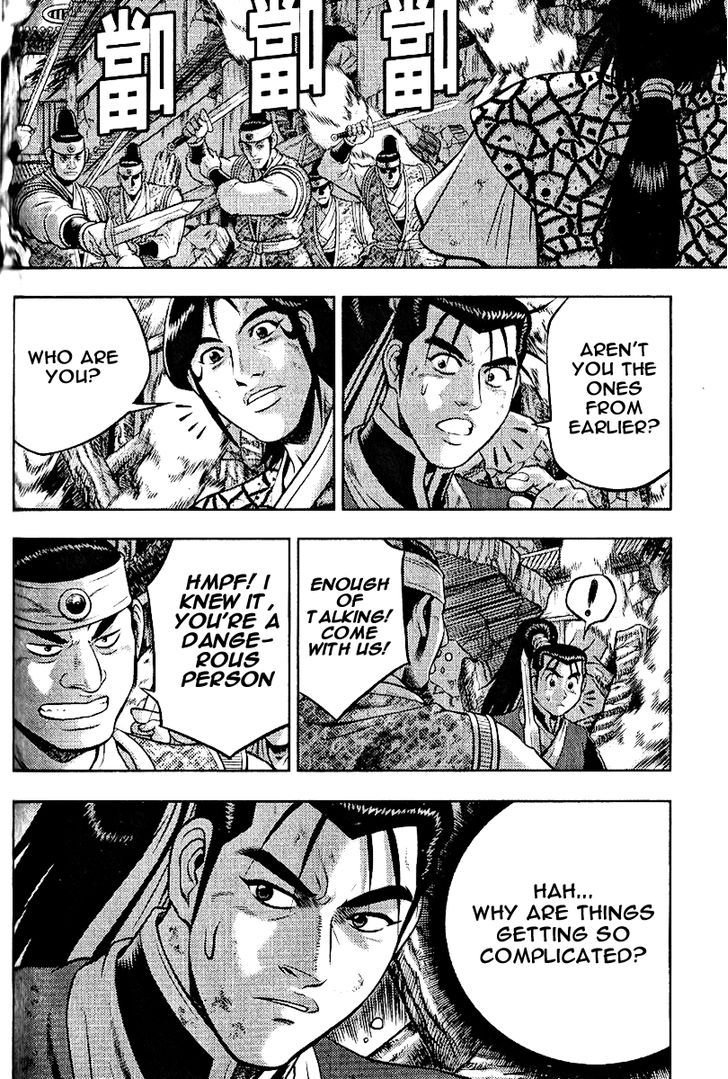 AREN'T
YOU THE
ONES
FROM
EARLIER?
WHO ARE
YOU?
!
ENOUGH
OF
TALKING!
COME
WITH US!
HMPF! I
KNEW IT,
YOU'RE A
DANGE-
ROUS
PERSON
HAH...
WHY ARE THINGS
GETTING SO
COMPLICATED?